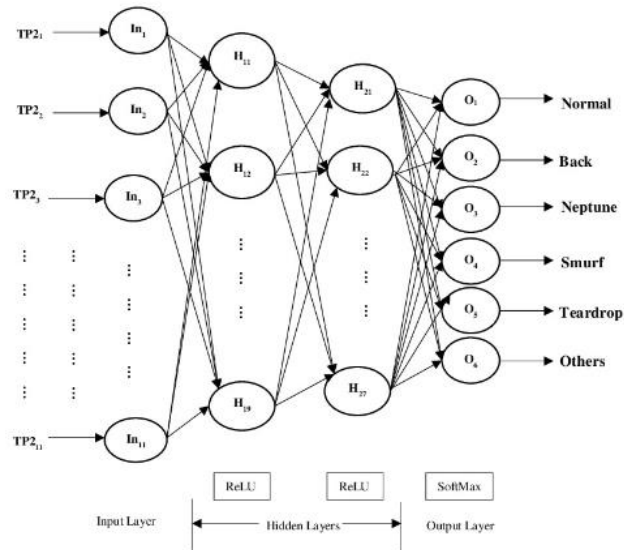 TP2₁
In₁
H₁₁
H₂₁
O₁
Normal
TP2₂
In₂
H₁₂
H₂₂
O₂
Back
TP2₃
In₃
O₃
Neptune
O₄
Smurf
O₅
Teardrop
O₆
Others
TP2₁₁
In₁₁
H₁₉
H₂₇
ReLU
ReLU
SoftMax
Input Layer
Hidden Layers
Output Layer